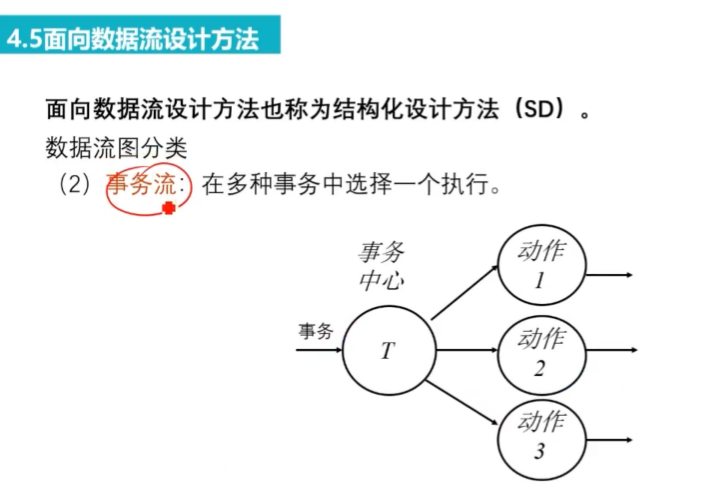 4.5面向数据流设计方法
面向数据流设计方法也称为结构化设计方法（SD）。
数据流图分类
（2）事务流：在多种事务中选择一个执行。
事务
中心
事务
T
动作
1
动作
2
动作
3